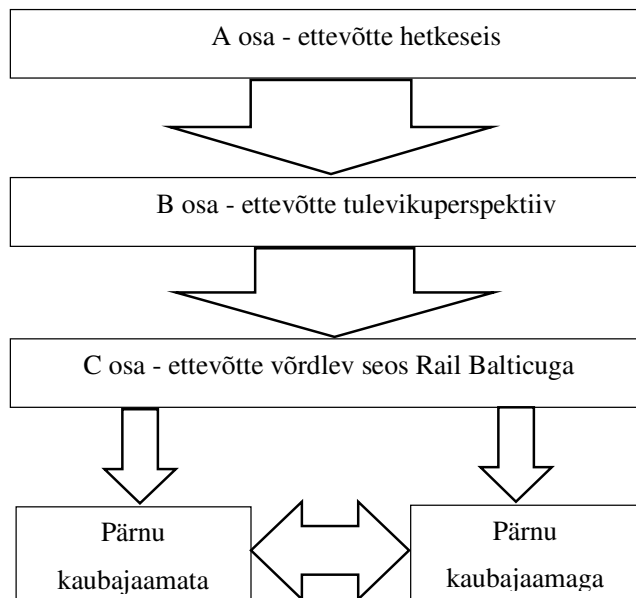 A osa - ettevõtte hetkeseis
B osa - ettevõtte tulevikuperspektiiv
C osa - ettevõtte võrdlev seos Rail Balticuga
Pärnu
kaubajaamata
Pärnu
kaubajaamaga